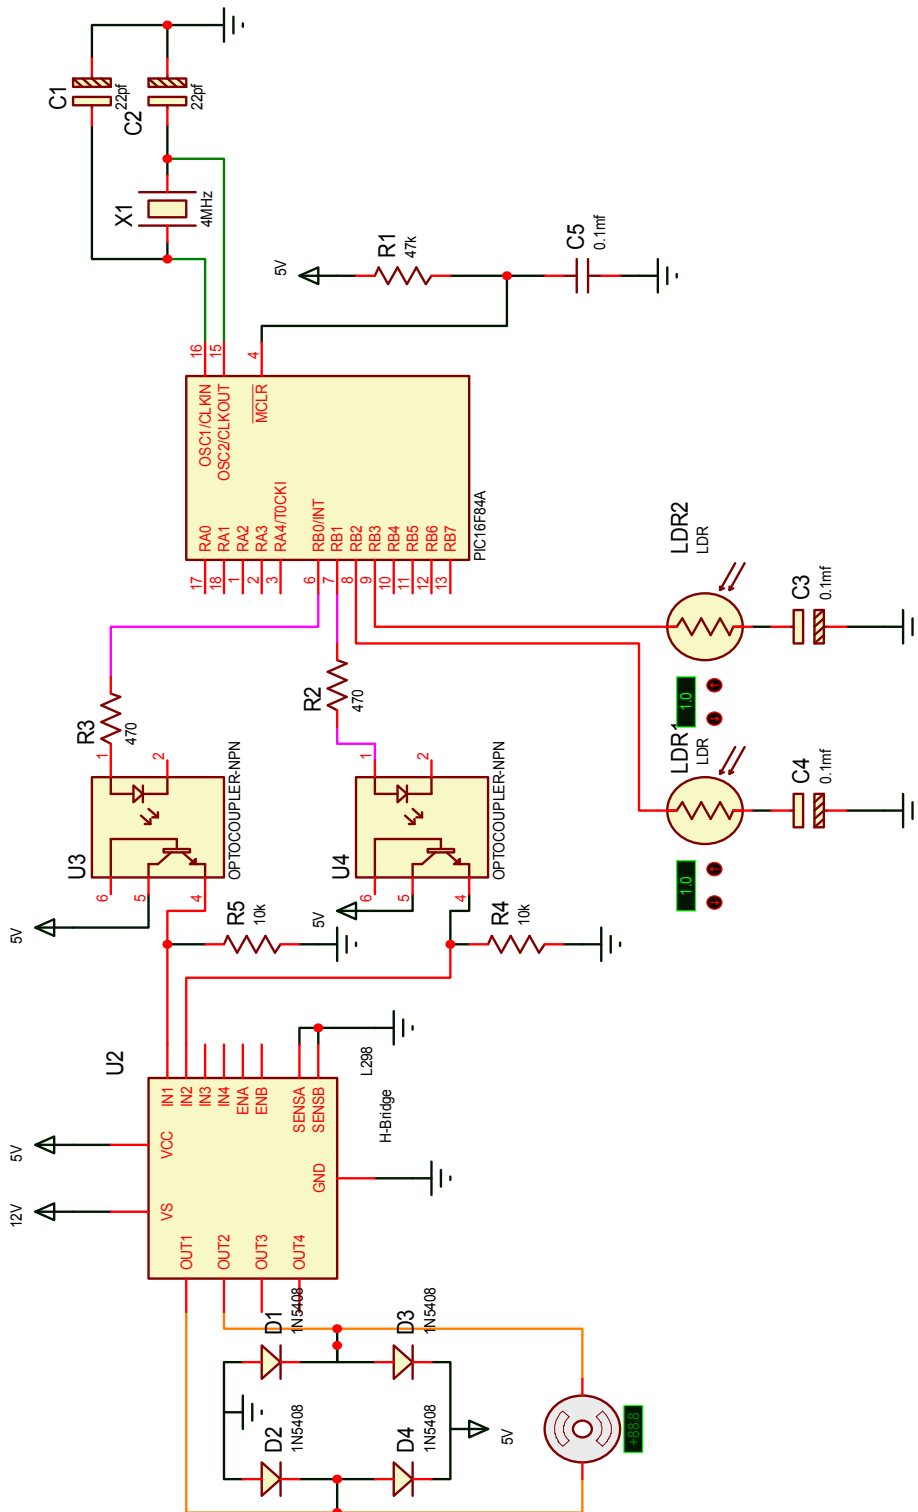 C1
22pf
C2
22pf
X1
4MHz
5V
R1
47k
C5
0.1mf
16
15
4
OSC1/CLKIN
OSC2/CLKOUT
MCLR
RA0
RA1
RA2
RA3
RA4/T0CKI
RB0/INT
RB1
RB2
RB3
RB4
RB5
RB6
RB7
PIC16F84A
17
18
1
2
3
6
7
8
9
10
11
12
13
LDR2
LDR
C3
0.1mf
1.0
LDR1
LDR
C4
0.1mf
1.0
R3
470
R2
470
1
2
U3
OPTOCOUPLER-NPN
6
5
4
5V
1
2
U4
OPTOCOUPLER-NPN
6
5
4
5V
R5
10k
R4
10k
U2
L298
H-Bridge
IN1
IN2
IN3
IN4
ENA
ENB
SENSA
SENSB
VCC
VS
GND
OUT1
OUT2
OUT3
OUT4
5V
12V
D1
1N5408
D3
1N5408
D2
1N5408
D4
1N5408
5V
+88.8